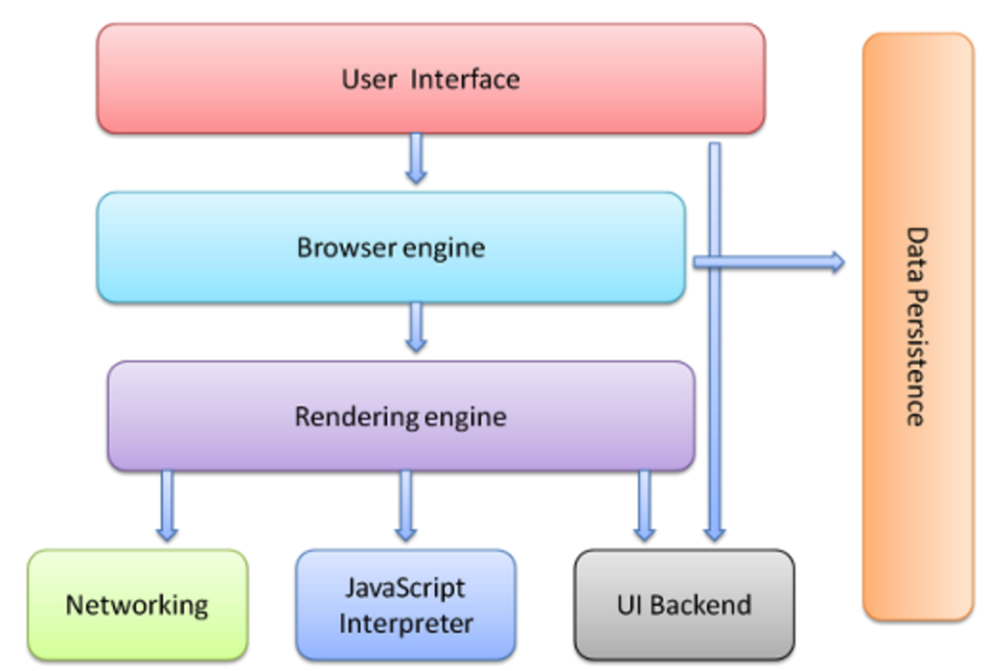 User Interface
Browser engine
Data Persistence
Rendering engine
Networking
JavaScript
Interpreter
UI Backend